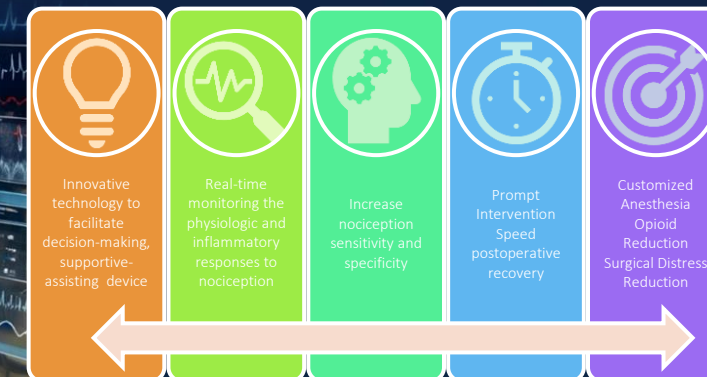 Innovative
technology to
facilitate
decision-making,
supportive-
assisting device
Real-time
monitoring the
physiologic and
inflammatory
responses to
nociception
Increase
nociception
sensitivity and
specificity
Prompt
Intervention
Speed
postoperative
recovery
Customized
Anesthesia
Opioid
Reduction
Surgical Distress
Reduction